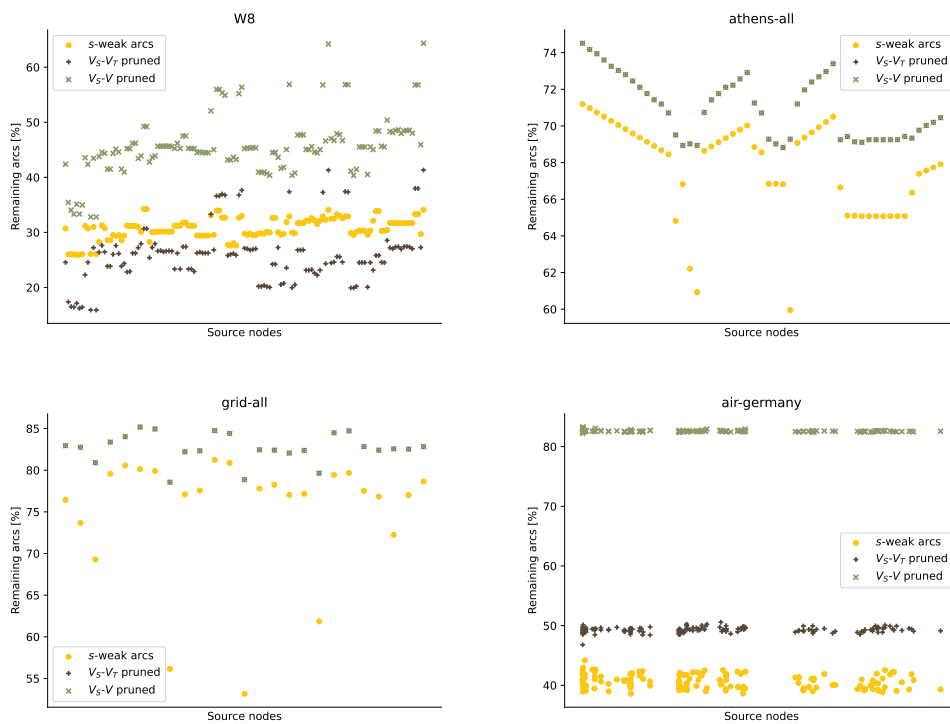 W8
Remaining arcs [%]
60
50
40
30
20
s-weak arcs
V_S-V_T pruned
V_S-V pruned
Source nodes
athens-all
Remaining arcs [%]
74
72
70
68
66
64
62
60
s-weak arcs
V_S-V_T pruned
V_S-V pruned
Source nodes
grid-all
Remaining arcs [%]
85
80
75
70
65
60
55
s-weak arcs
V_S-V_T pruned
V_S-V pruned
Source nodes
air-germany
Remaining arcs [%]
80
70
60
50
40
s-weak arcs
V_S-V_T pruned
V_S-V pruned
Source nodes